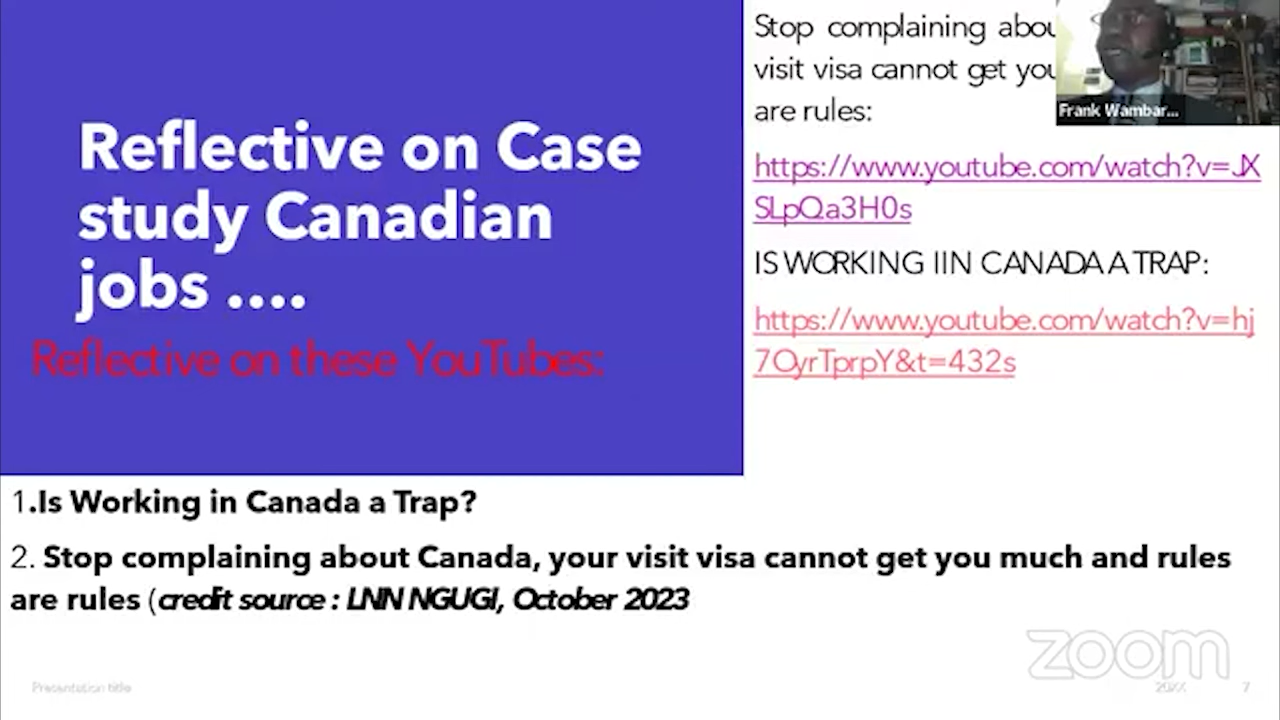 Reflective on Case
study Canadian
jobs ....
Reflective on these YouTubes:
Stop complaining abou
visit visa cannot get you
are rules:
https://www.youtube.com/watch?v=JX
SLpQa3H0s
IS WORKING IIN CANADA A TRAP:
https://www.youtube.com/watch?v=hj
7OyrTprpY&t=432s
Frank Wambar...
1.Is Working in Canada a Trap?
2. Stop complaining about Canada, your visit visa cannot get you much and rules
are rules (credit source : LNN NGUGI, October 2023
zoom
Presentation title
20XX
7